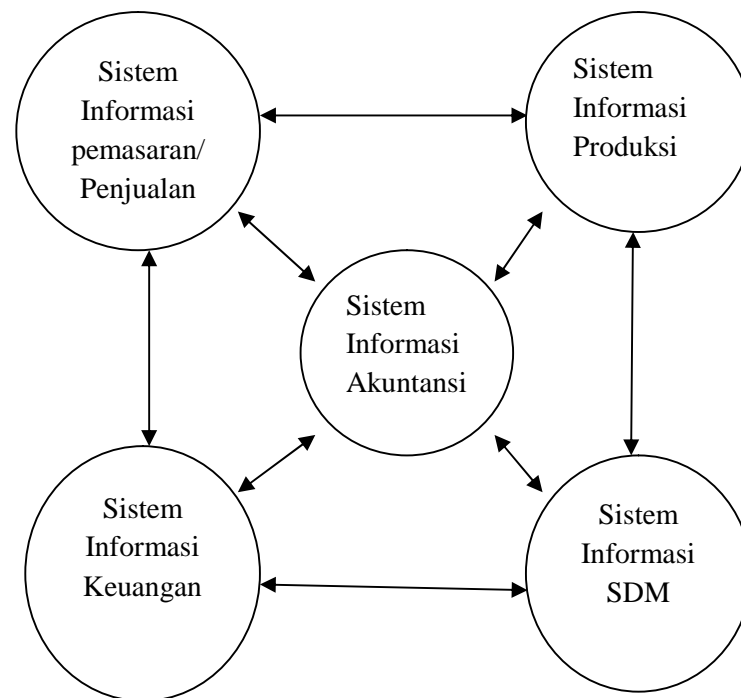 Sistem
Informasi
pemasaran/
Penjualan
Sistem
Informasi
Produksi
Sistem
Informasi
Akuntansi
Sistem
Informasi
Keuangan
Sistem
Informasi
SDM